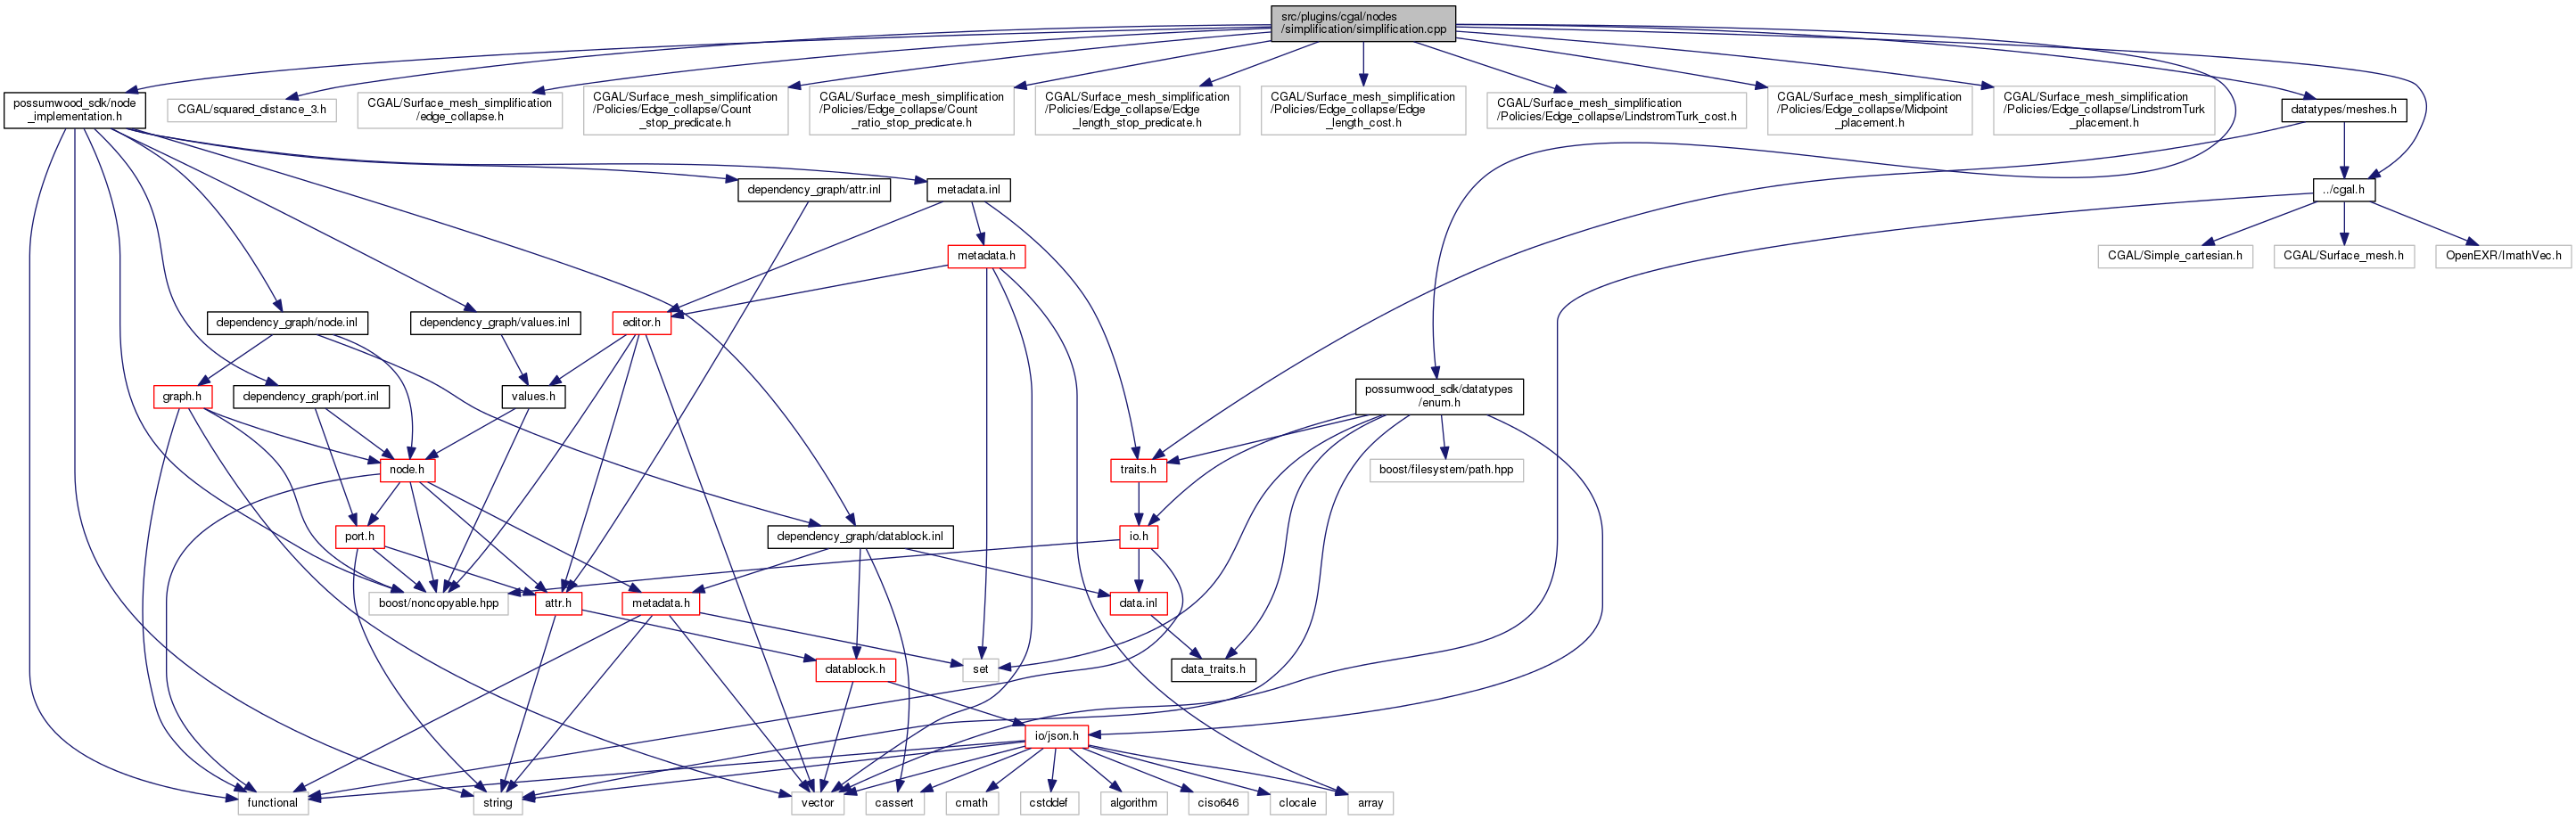 src/plugins/cgal/nodes
/simplification/simplification.cpp
possumwood_sdk/node
_implementation.h
CGAL/squared_distance_3.h
CGAL/Surface_mesh_simplification
/edge_collapse.h
CGAL/Surface_mesh_simplification
/Policies/Edge_collapse/Count
_stop_predicate.h
CGAL/Surface_mesh_simplification
/Policies/Edge_collapse/Count
_ratio_stop_predicate.h
CGAL/Surface_mesh_simplification
/Policies/Edge_collapse/Edge
_length_stop_predicate.h
CGAL/Surface_mesh_simplification
/Policies/Edge_collapse/Edge
_length_cost.h
CGAL/Surface_mesh_simplification
/Policies/Edge_collapse/LindstromTurk_cost.h
CGAL/Surface_mesh_simplification
/Policies/Edge_collapse/Midpoint
_placement.h
CGAL/Surface_mesh_simplification
/Policies/Edge_collapse/LindstromTurk
_placement.h
datatypes/meshes.h
dependency_graph/attr.inl
metadata.inl
../cgal.h
metadata.h
CGAL/Simple_cartesian.h
CGAL/Surface_mesh.h
OpenEXR/ImathVec.h
dependency_graph/node.inl
dependency_graph/values.inl
editor.h
graph.h
dependency_graph/port.inl
values.h
possumwood_sdk/datatypes
/enum.h
node.h
traits.h
boost/filesystem/path.hpp
port.h
dependency_graph/datablock.inl
io.h
boost/noncopyable.hpp
attr.h
metadata.h
data.inl
datablock.h
set
data_traits.h
io/json.h
functional
string
vector
cassert
cmath
cstddef
algorithm
ciso646
clocale
array